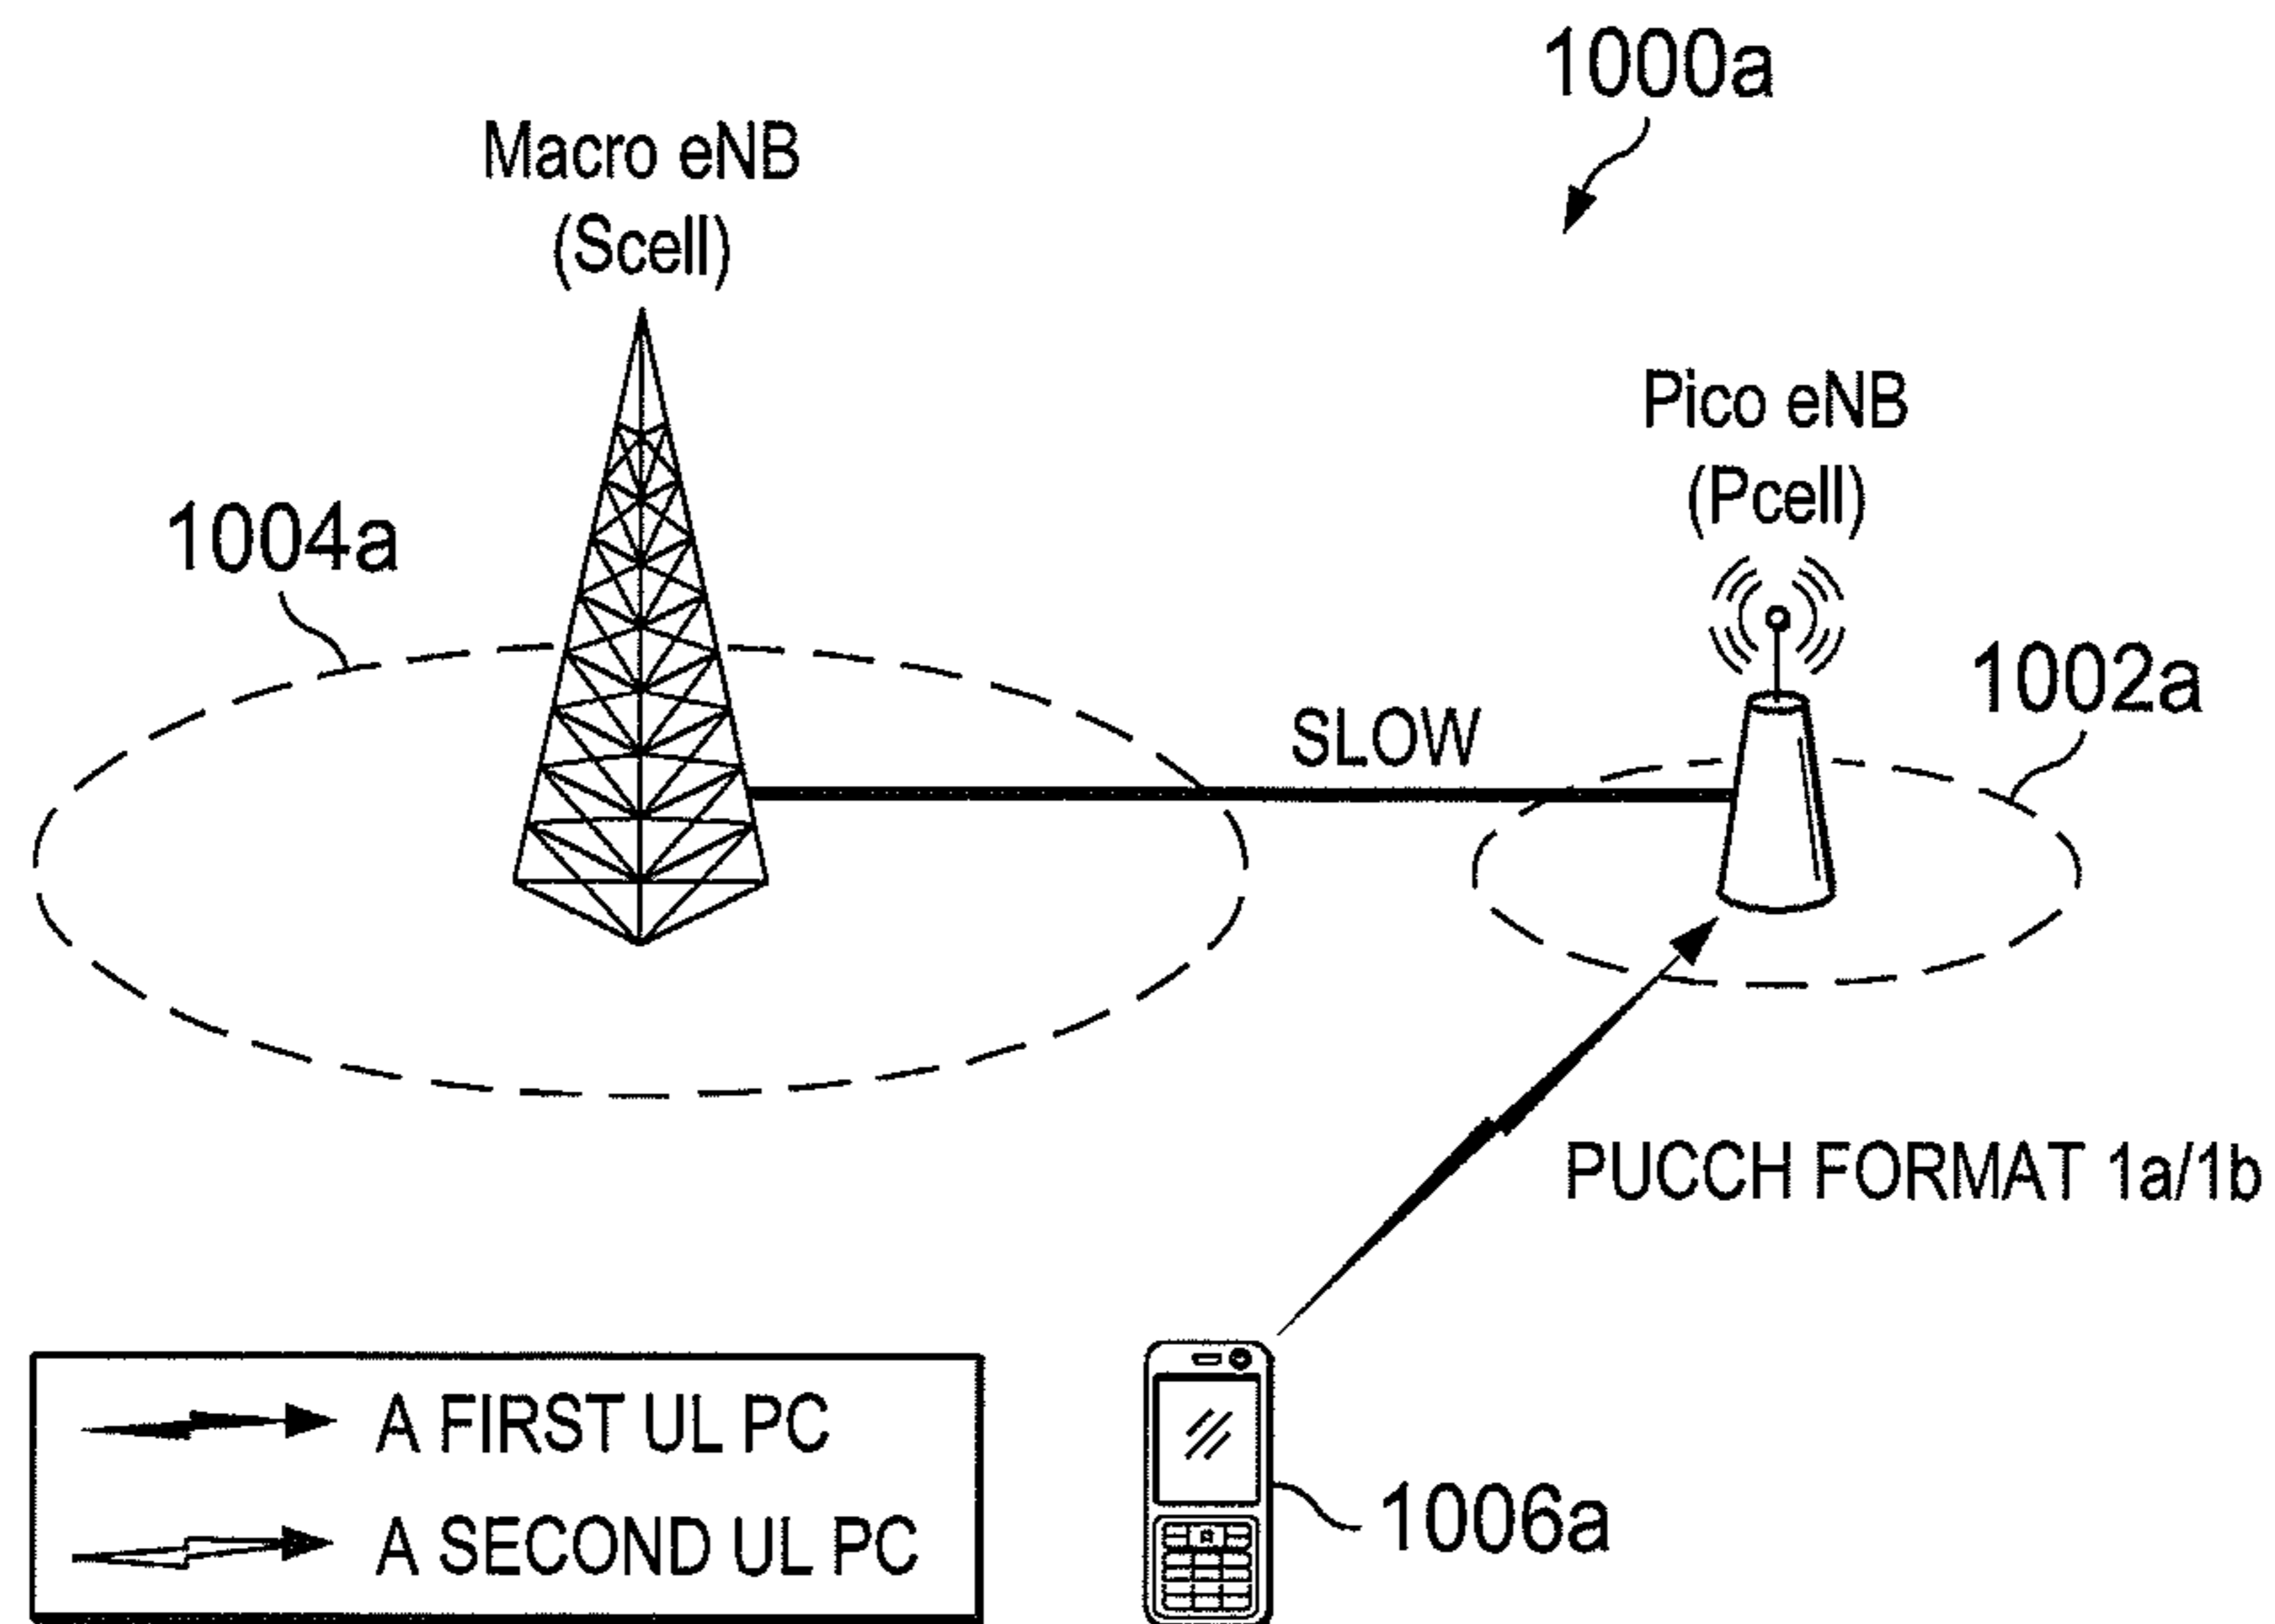 1000a
Macro eNB
(Scell)
Pico eNB
(Pcell)
1004a
1002a
SLOW
PUCCH FORMAT 1a/1b
A FIRST UL PC
A SECOND UL PC
1006a